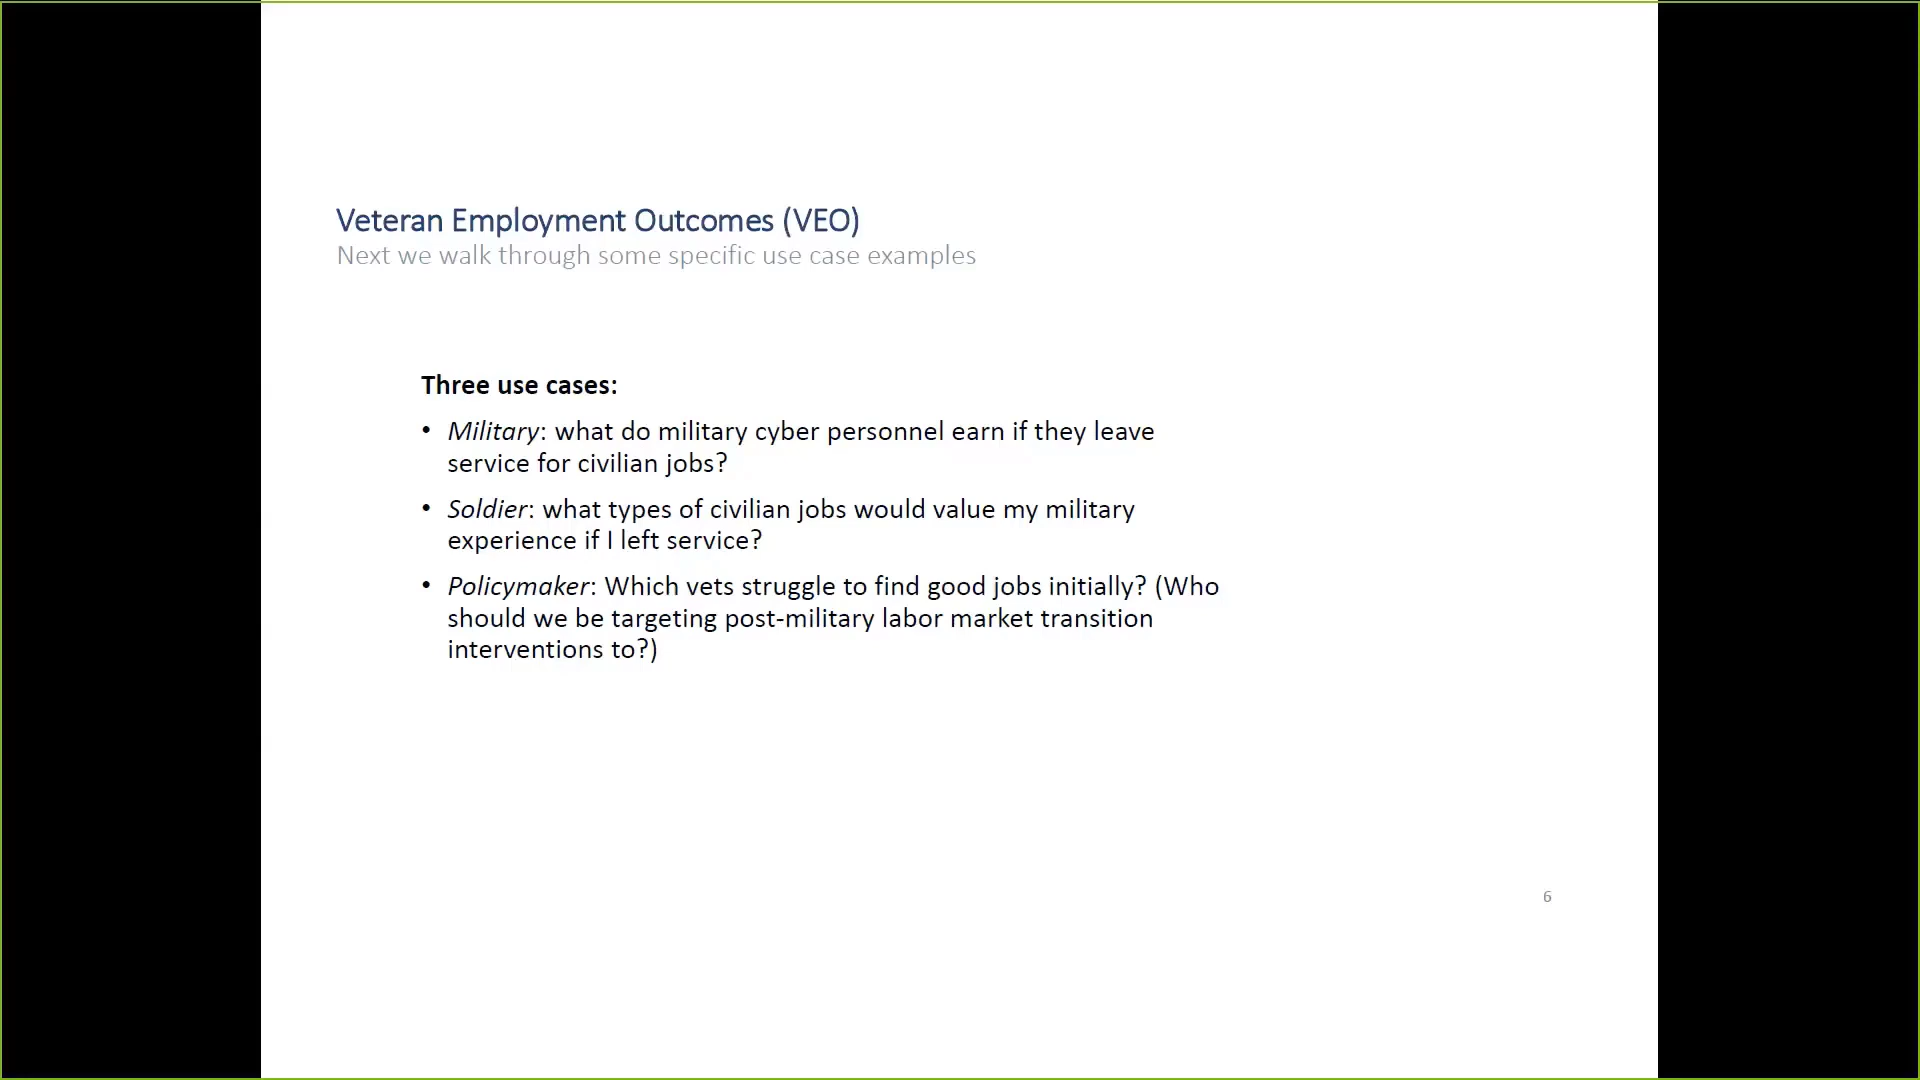 Veteran Employment Outcomes (VEO)
Next we walk through some specific use case examples
Three use cases:
• Military: what do military cyber personnel earn if they leave
service for civilian jobs?
• Soldier: what types of civilian jobs would value my military
experience if I left service?
• Policymaker: Which vets struggle to find good jobs initially? (Who
should we be targeting post-military labor market transition
interventions to?)
6